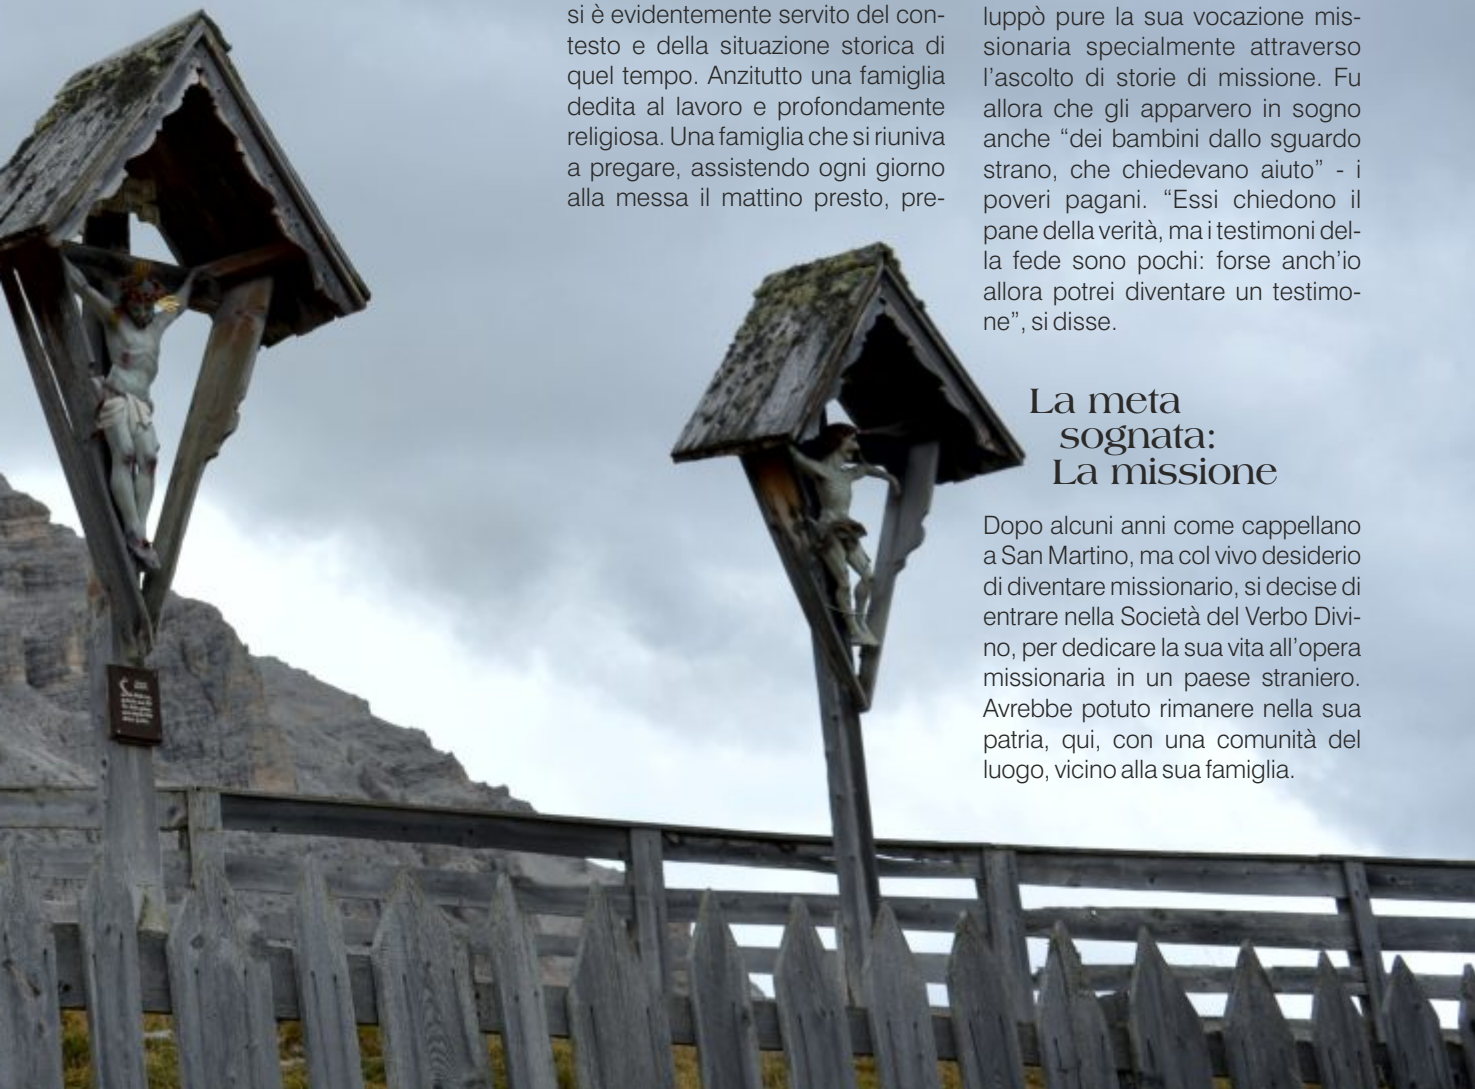 si è evidentemente servito del con-
testo e della situazione storica di
quel tempo. Anzitutto una famiglia
dedita al lavoro e profondamente
religiosa. Una famiglia che si riuniva
a pregare, assistendo ogni giorno
alla messa il mattino presto, pre-
luppò pure la sua vocazione mis-
sionaria specialmente attraverso
l'ascolto di storie di missione. Fu
allora che gli apparvero in sogno
anche “dei bambini dallo sguardo
strano, che chiedevano aiuto” - i
poveri pagani. “Essi chiedono il
pane della verità, ma i testimoni del-
la fede sono pochi: forse anch'io
allora potrei diventare un testimo-
ne”, si disse.
La meta
sognata:
La missione
Dopo alcuni anni come cappellano
a San Martino, ma col vivo desiderio
di diventare missionario, si decise di
entrare nella Società del Verbo Divi-
no, per dedicare la sua vita all'opera
missionaria in un paese straniero.
Avrebbe potuto rimanere nella sua
patria, qui, con una comunità del
luogo, vicino alla sua famiglia.